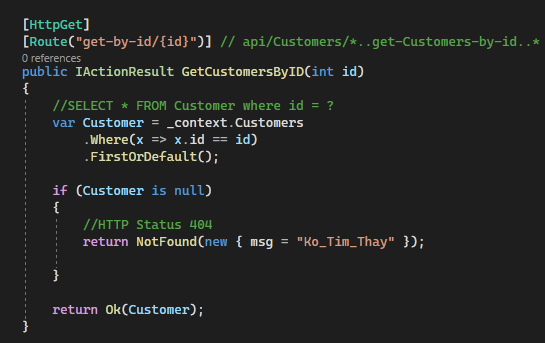 [HttpGet]
[Route("get-by-id/{id}")] // api/Customers/*..get-Customers-by-id..*
0 references
public IActionResult GetCustomersByID(int id)
{
//SELECT * FROM Customer where id = ?
var Customer = _context.Customers
.Where(x => x.id == id)
.FirstOrDefault();
if (Customer is null)
{
//HTTP Status 404
return NotFound(new { msg = "Ko_Tim_Thay" });
}
return Ok(Customer);
}